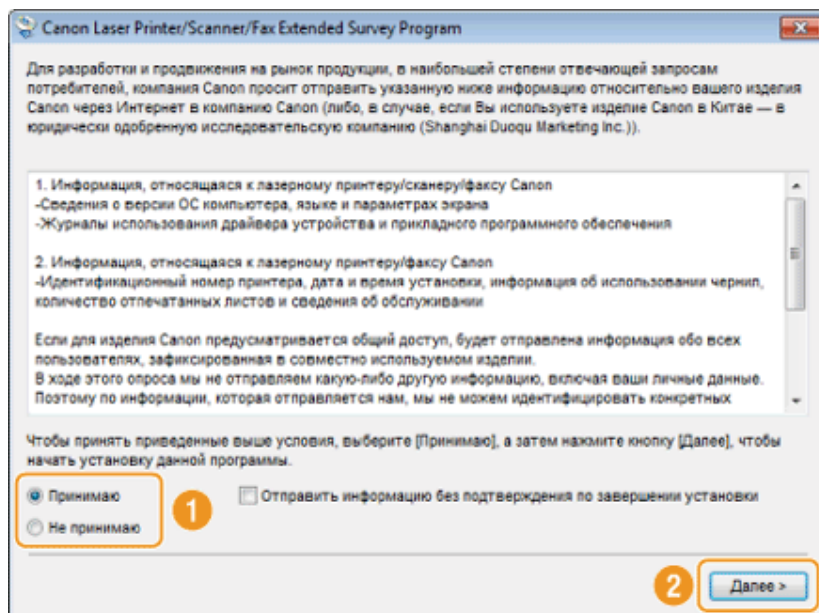 Canon Laser Printer/Scanner/Fax Extended Survey Program
Для разработки и продвижения на рынок продукции, в наибольшей степени отвечающей запросам
потребителей, компания Canon просит отправить указанную ниже информацию относительно вашего изделия
Canon через Интернет в компанию Canon (либо, в случае, если Вы используете изделие Canon в Китае — в
юридически одобренную исследовательскую компанию (Shanghai Duoqu Marketing Inc.)).
1. Информация, относящаяся к лазерному принтеру/сканеру/факсу Canon
-Сведения о версии ОС компьютера, языке и параметрах экрана
-Журналы использования драйвера устройства и прикладного программного обеспечения
2. Информация, относящаяся к лазерному принтеру/факсу Canon
-Идентификационный номер принтера, дата и время установки, информация об использовании чернил,
количество отпечатанных листов и сведения об обслуживании
Если для изделия Canon предусматривается общий доступ, будет отправлена информация обо всех
пользователях, зафиксированная в совместно используемом изделии.
В ходе этого опроса мы не отправляем какую-либо другую информацию, включая ваши личные данные.
Поэтому по информации, которая отправляется нам, мы не можем идентифицировать конкретных
Чтобы принять приведенные выше условия, выберите [Принимаю], а затем нажмите кнопку [Далее], чтобы
начать установку данной программы.
Принимаю
Не принимаю
1
Отправить информацию без подтверждения по завершении установки
2
Далее >